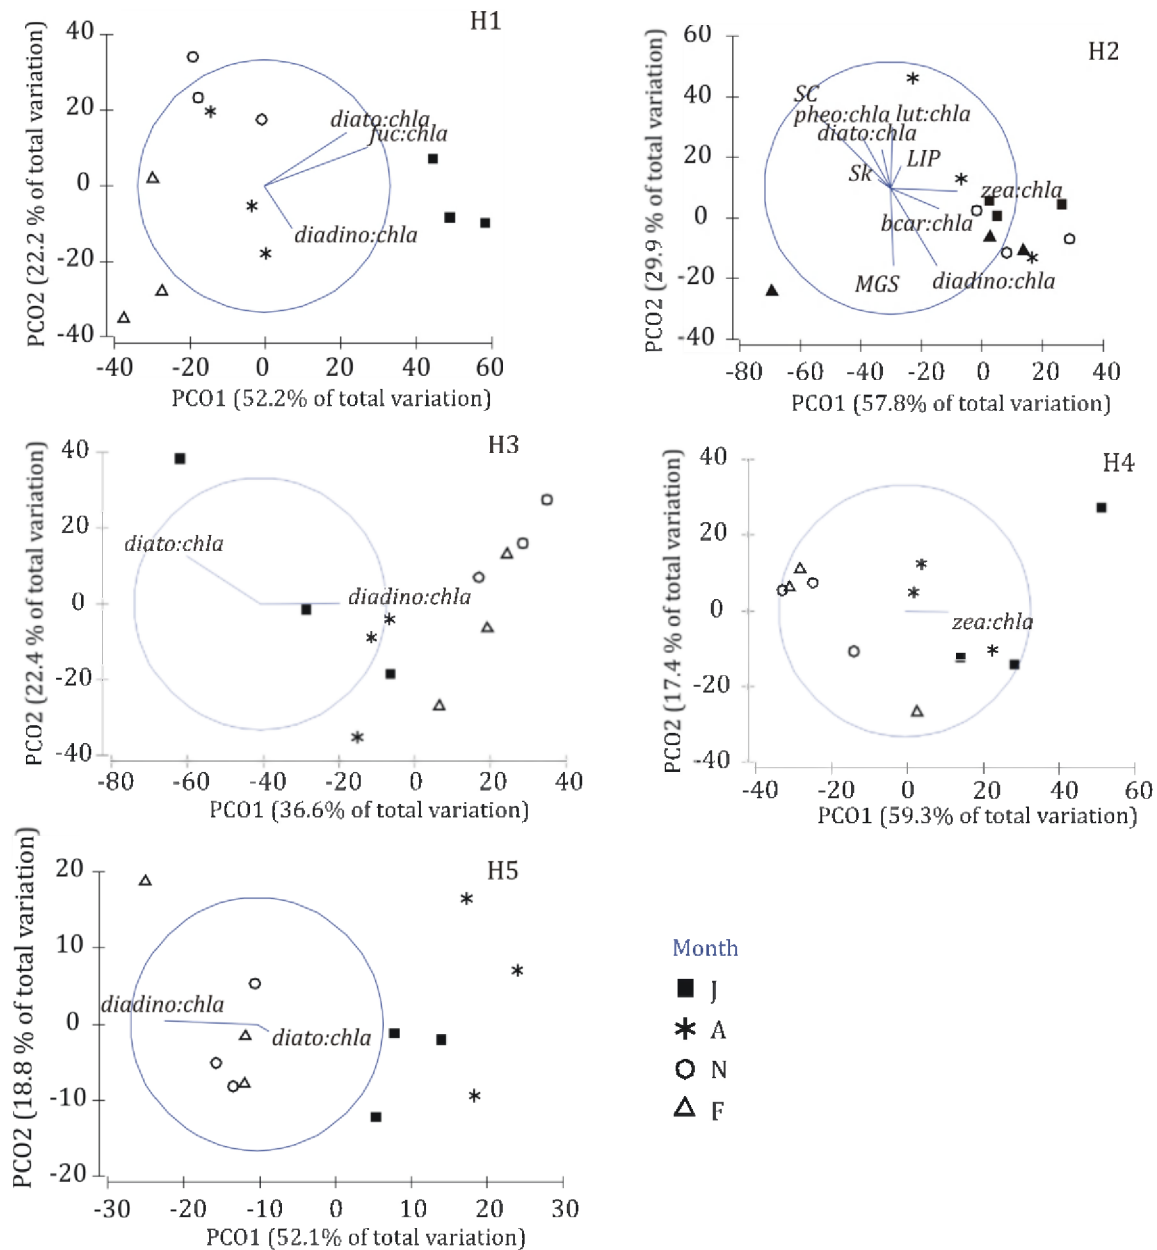 H1
40
20
0
-20
-40
-40
-20
0
20
40
60
PCO2 (22.2 % of total variation)
PCO1 (52.2% of total variation)
diato:chla
fuc:chla
diadino:chla
H2
60
40
20
0
-20
-40
-80
-60
-40
-20
0
20
40
PCO2 (29.9 % of total variation)
PCO1 (57.8% of total variation)
SC
pheo:chla lut:chla
diato:chla
LIP
Sk
zea:chla
bcar:chla
MGS
diadino:chla
H3
40
20
0
-20
-40
-80
-60
-40
-20
0
20
40
PCO2 (22.4 % of total variation)
PCO1 (36.6% of total variation)
diato:chla
diadino:chla
H4
40
20
0
-20
-40
-40
-20
0
20
40
60
PCO2 (17.4 % of total variation)
PCO1 (59.3% of total variation)
zea:chla
H5
20
10
0
-10
-20
-30
-20
-10
0
10
20
30
PCO2 (18.8 % of total variation)
PCO1 (52.1% of total variation)
diadino:chla
diato:chla
Month
J
A
N
F